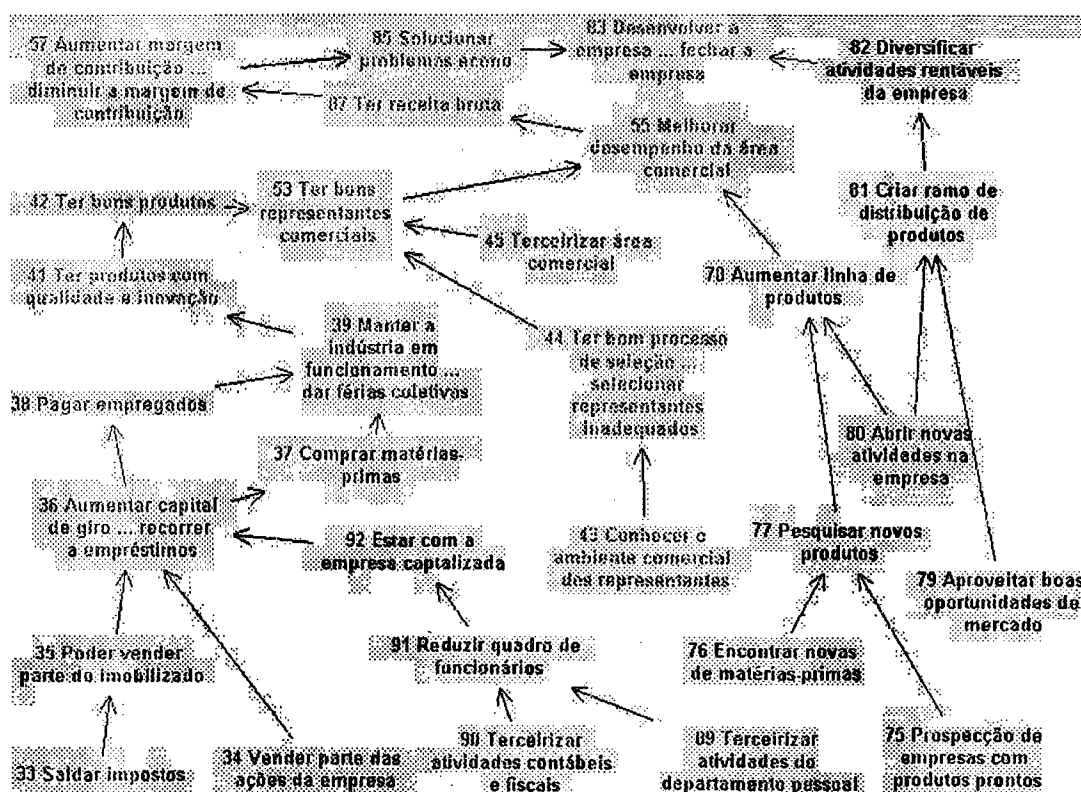 57 Aumentar margem
de contribuição ...
diminuir a margem de
contribuição
85 Solucionar
problemas econo
83 Desenvolver a
empresa ... fechar a
empresa
82 Diversificar
atividades rentáveis
da empresa
87 Ter receita bruta
55 Melhorar
desempenho da área
comercial
42 Ter bons produtos
53 Ter bons
representantes
comerciais
81 Criar ramo de
distribuição de
produtos
45 Terceirizar área
comercial
41 Ter produtos com
qualidade e inovação
78 Aumentar linha de
produtos
39 Manter a
indústria em
funcionamento ...
dar férias coletivas
44 Ter bom processo
de seleção ...
selecionar
representantes
inadequados
38 Pagar empregados
80 Abrir novas
atividades na
empresa
37 Comprar matérias-
primas
36 Aumentar capital
de giro ... recorrer
a empréstimos
92 Estar com a
empresa captalizada
43 Conhecer o
ambiente comercial
dos representantes
77 Pesquisar novos
produtos
79 Aproveitar boas
oportunidades de
mercado
35 Poder vender
parte do imobilizado
91 Reduzir quadro de
funcionários
76 Encontrar novas
de matérias-primas
33 Saldar impostos
34 Vender parte das
ações da empresa
90 Terceirizar
atividades contábeis
e fiscais
89 Terceirizar
atividades do
departamento pessoal
75 Prospecção de
empresas com
produtos prontos